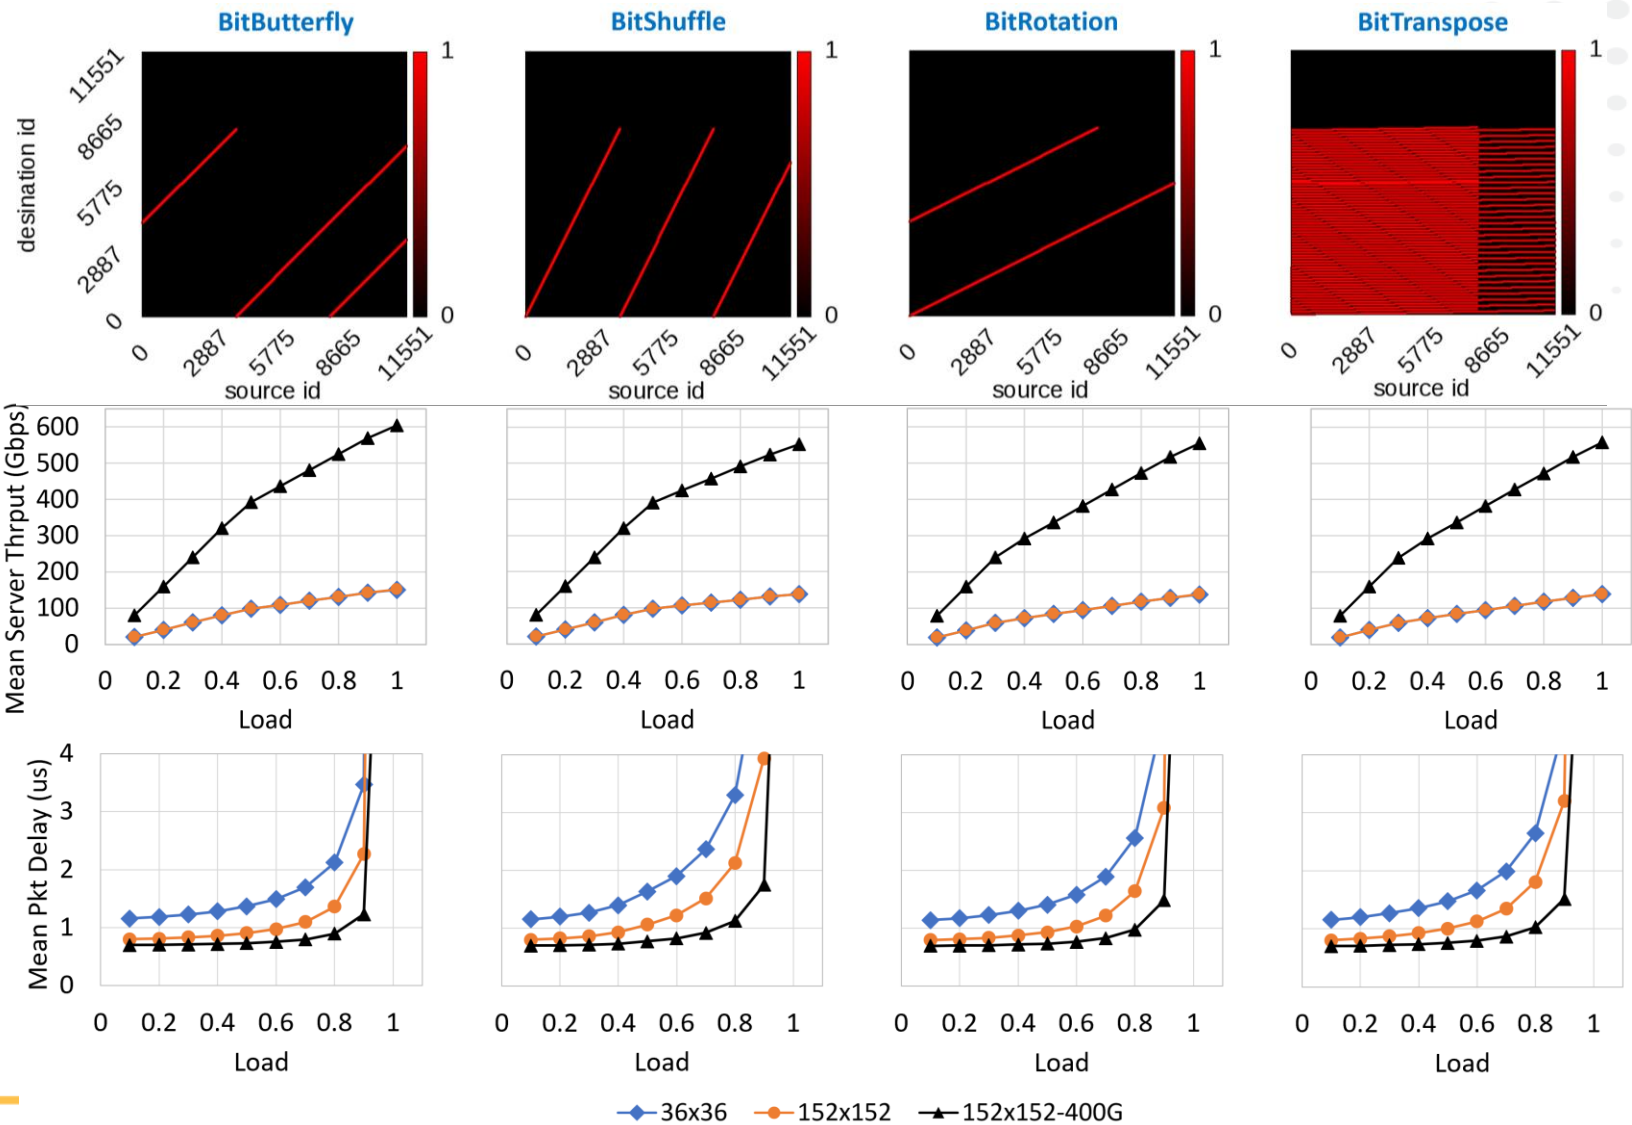 BitButterfly BitShuffle BitRotation BitTranspose
desination id
11551
8665
5775
2887
0
0 2887 5775 8665 11551
source id
1
0
0 2887 5775 8665 11551
source id
1
0
0 2887 5775 8665 11551
source id
1
0
0 2887 5775 8665 11551
source id
1
0
Mean Server Thrput (Gbps)
600
500
400
300
200
100
0
0 0.2 0.4 0.6 0.8 1
Load
0 0.2 0.4 0.6 0.8 1
Load
0 0.2 0.4 0.6 0.8 1
Load
0 0.2 0.4 0.6 0.8 1
Load
Mean Pkt Delay (us)
4
3
2
1
0
0 0.2 0.4 0.6 0.8 1
Load
0 0.2 0.4 0.6 0.8 1
Load
0 0.2 0.4 0.6 0.8 1
Load
0 0.2 0.4 0.6 0.8 1
Load
36x36 152x152 152x152-400G